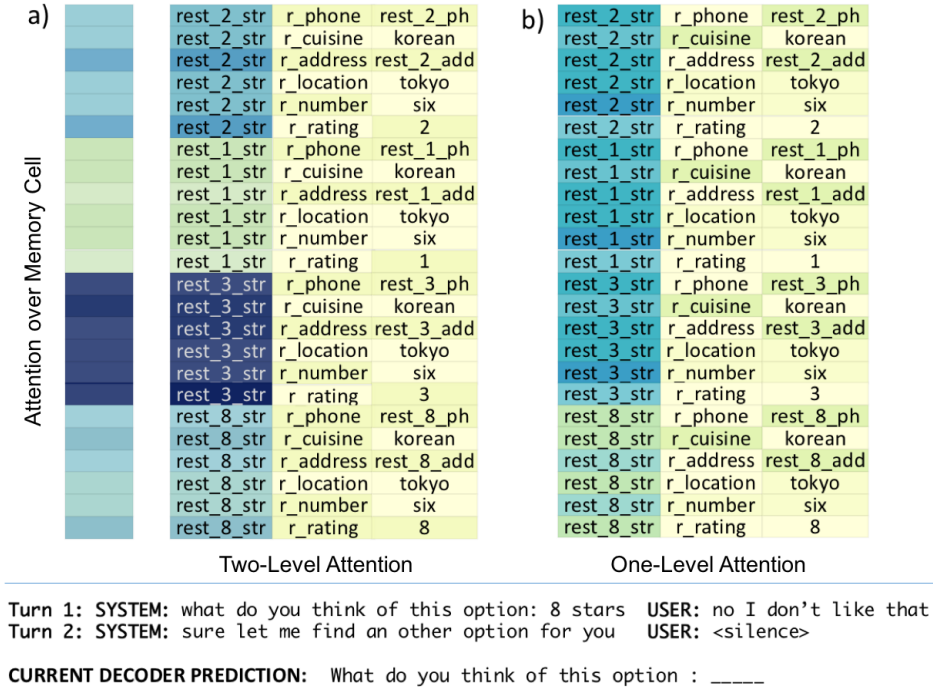 a)
b)
rest_2_str r_phone rest_2_ph rest_2_str r_phone rest_2_ph
rest_2_str r_cuisine korean rest_2_str r_cuisine korean
rest_2_str r_address rest_2_add rest_2_str r_address rest_2_add
rest_2_str r_location tokyo rest_2_str r_location tokyo
rest_2_str r_number six rest_2_str r_number six
rest_2_str r_rating 2 rest_2_str r_rating 2
rest_1_str r_phone rest_1_ph rest_1_str r_phone rest_1_ph
rest_1_str r_cuisine korean rest_1_str r_cuisine korean
rest_1_str r_address rest_1_add rest_1_str r_address rest_1_add
rest_1_str r_location tokyo rest_1_str r_location tokyo
rest_1_str r_number six rest_1_str r_number six
rest_1_str r_rating 1 rest_1_str r_rating 1
rest_3_str r_phone rest_3_ph rest_3_str r_phone rest_3_ph
rest_3_str r_cuisine korean rest_3_str r_cuisine korean
rest_3_str r_address rest_3_add rest_3_str r_address rest_3_add
rest_3_str r_location tokyo rest_3_str r_location tokyo
rest_3_str r_number six rest_3_str r_number six
rest_3_str r_rating 3 rest_3_str r_rating 3
rest_8_str r_phone rest_8_ph rest_8_str r_phone rest_8_ph
rest_8_str r_cuisine korean rest_8_str r_cuisine korean
rest_8_str r_address rest_8_add rest_8_str r_address rest_8_add
rest_8_str r_location tokyo rest_8_str r_location tokyo
rest_8_str r_number six rest_8_str r_number six
rest_8_str r_rating 8 rest_8_str r_rating 8
Attention over Memory Cell
Two-Level Attention
One-Level Attention
Turn 1: SYSTEM: what do you think of this option: 8 stars USER: no I don't like that
Turn 2: SYSTEM: sure let me find an other option for you USER: <silence>
CURRENT DECODER PREDICTION: What do you think of this option : _____